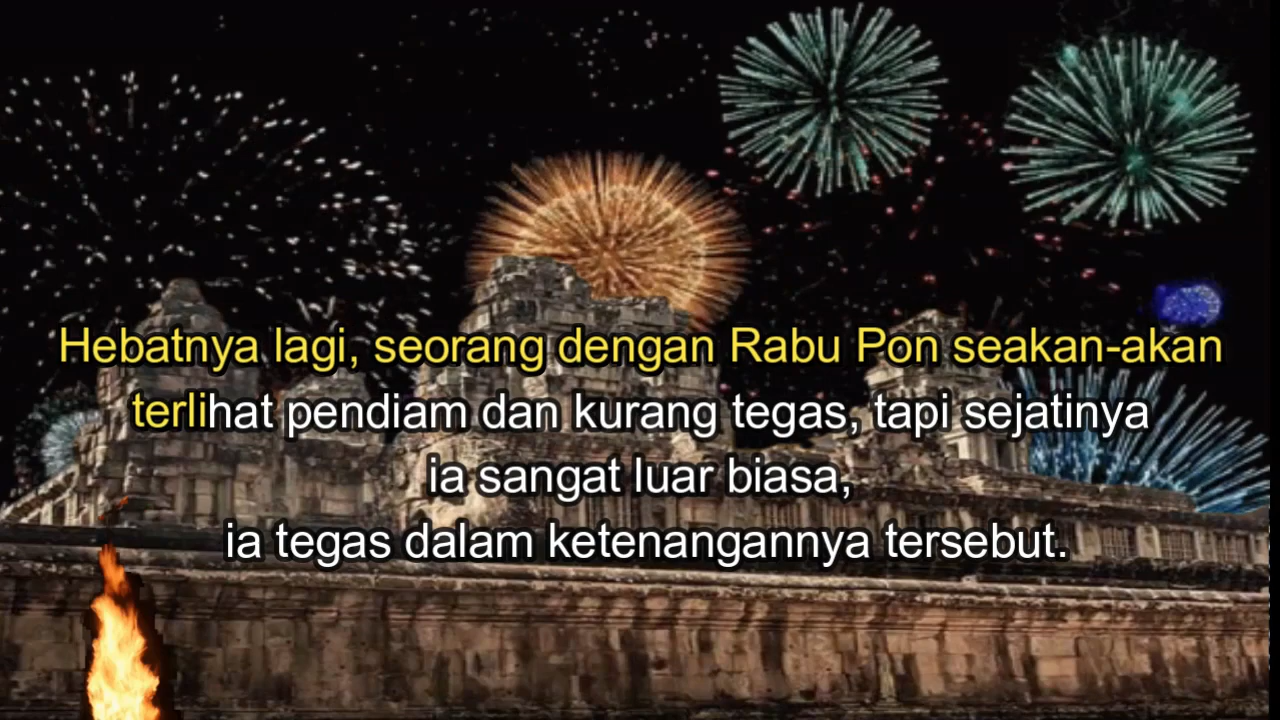 Hebatnya lagi, seorang dengan Rabu Pon seakan-akan
terlihat pendiam dan kurang tegas, tapi sejatinya
ia sangat luar biasa,
ia tegas dalam ketenangannya tersebut.